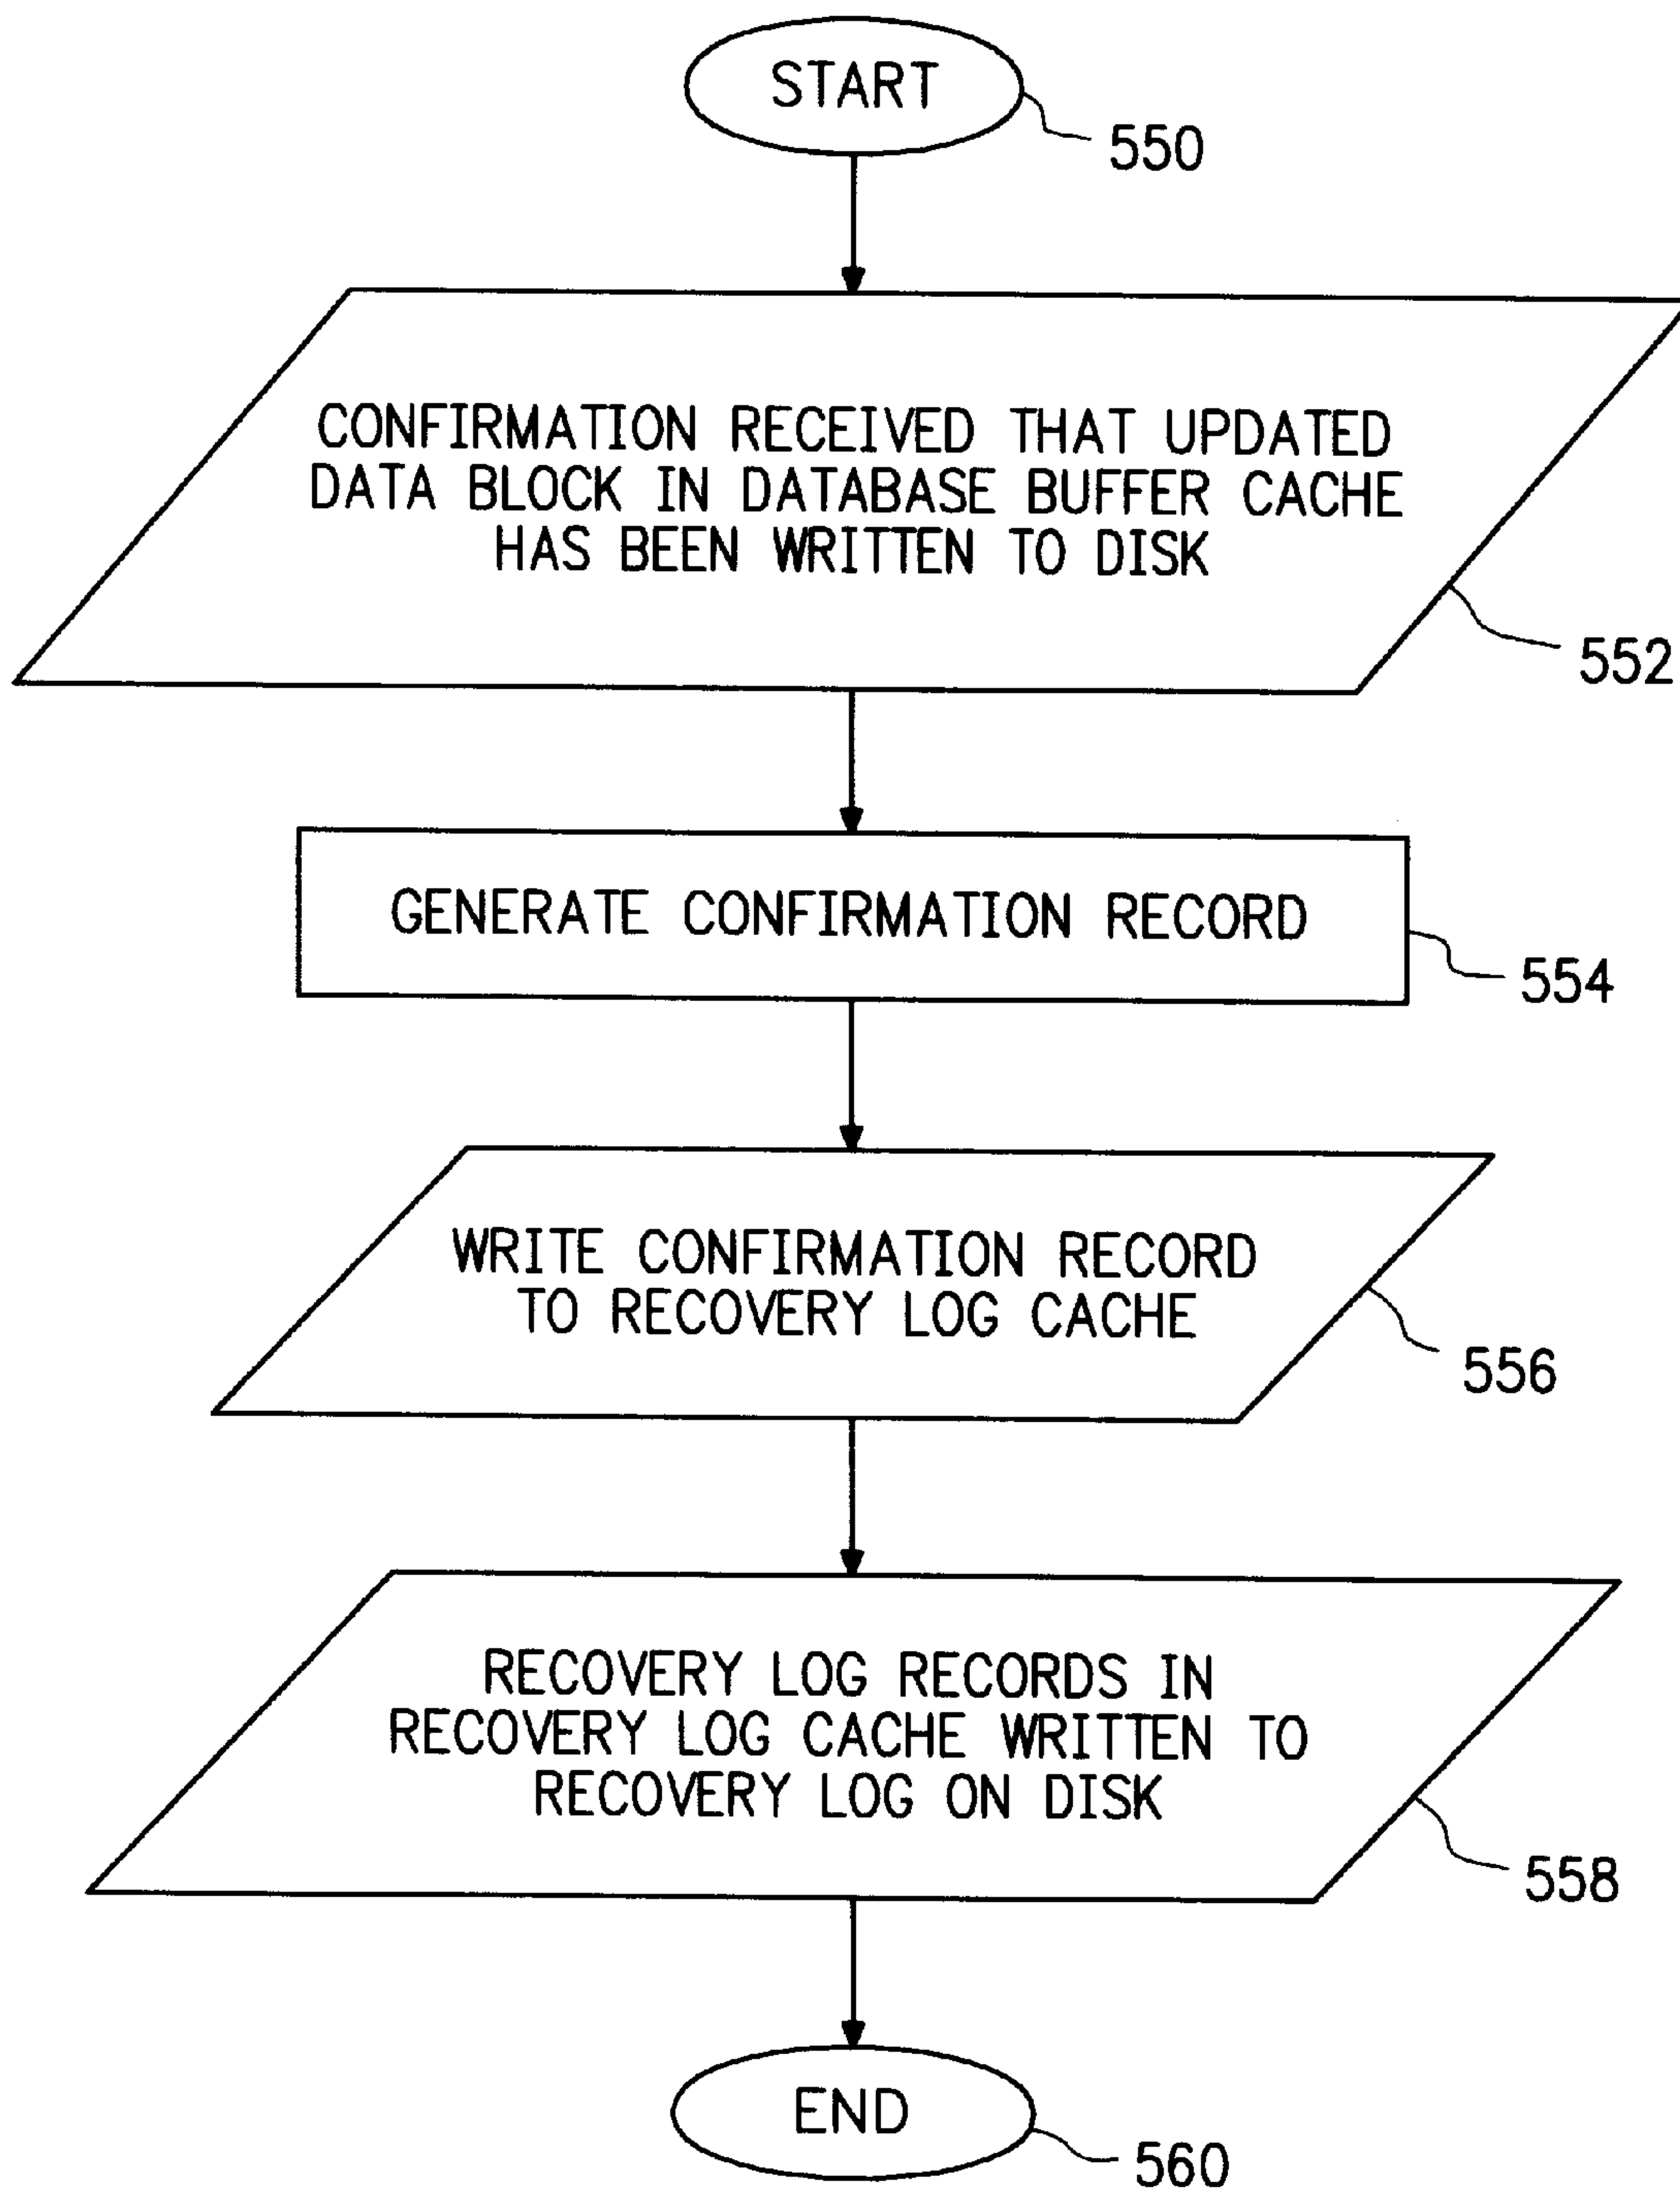 START
550
CONFIRMATION RECEIVED THAT UPDATED
DATA BLOCK IN DATABASE BUFFER CACHE
HAS BEEN WRITTEN TO DISK
552
GENERATE CONFIRMATION RECORD
554
WRITE CONFIRMATION RECORD
TO RECOVERY LOG CACHE
556
RECOVERY LOG RECORDS IN
RECOVERY LOG CACHE WRITTEN TO
RECOVERY LOG ON DISK
558
END
560